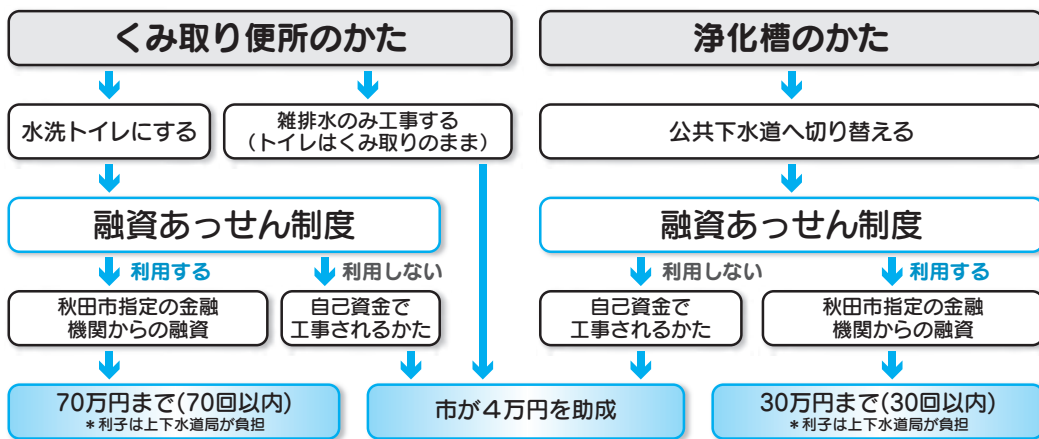 くみ取り便所のかた
浄化槽のかた
水洗トイレにする
雑排水のみ工事する
(トイレはくみ取りのまま)
公共下水道へ切り替える
融資あっせん制度
融資あっせん制度
利用する
利用しない
利用しない
利用する
秋田市指定の金融
機関からの融資
自己資金で
工事されるかた
自己資金で
工事されるかた
秋田市指定の金融
機関からの融資
70万円まで(70回以内)
*利子は上下水道局が負担
市が4万円を助成
30万円まで(30回以内)
*利子は上下水道局が負担